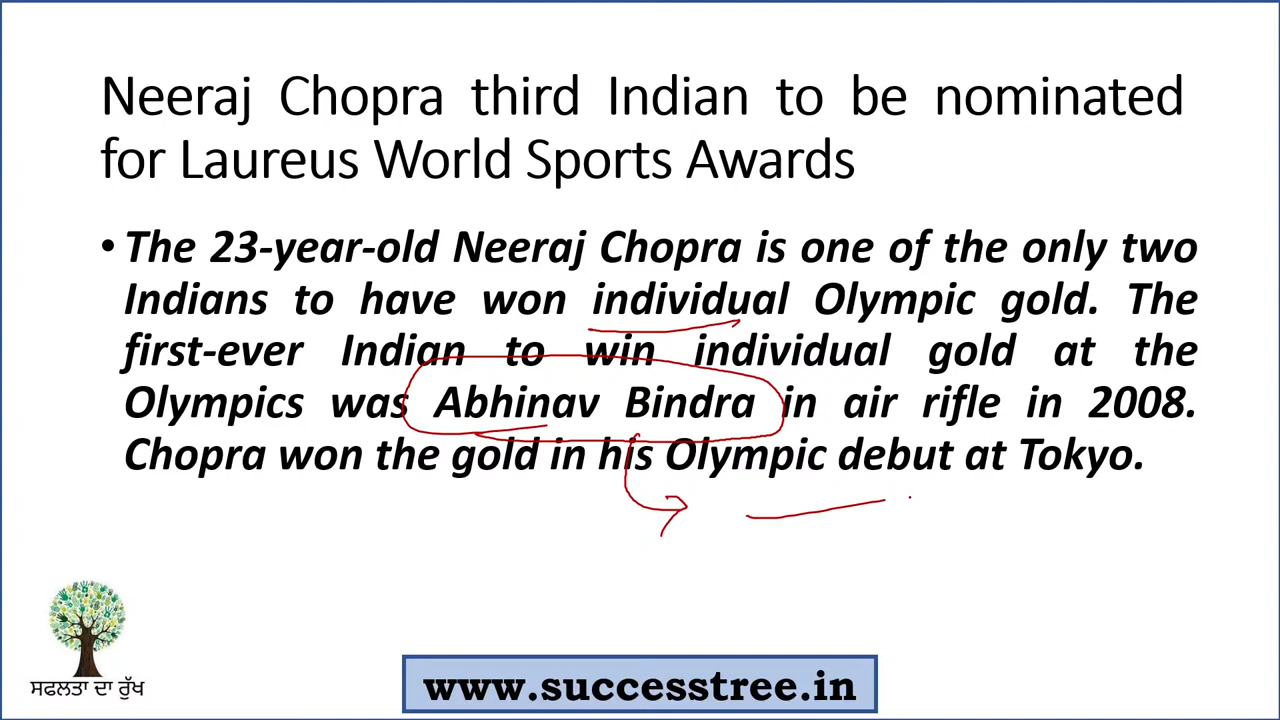 Neeraj Chopra third Indian to be nominated
for Laureus World Sports Awards
• The 23-year-old Neeraj Chopra is one of the only two
Indians to have won individual Olympic gold. The
first-ever Indian to win individual gold at the
Olympics was Abhinav Bindra in air rifle in 2008.
Chopra won the gold in his Olympic debut at Tokyo.
ਸਫਲਤਾ ਦਾ ਰੁੱਖ
www.successtree.in